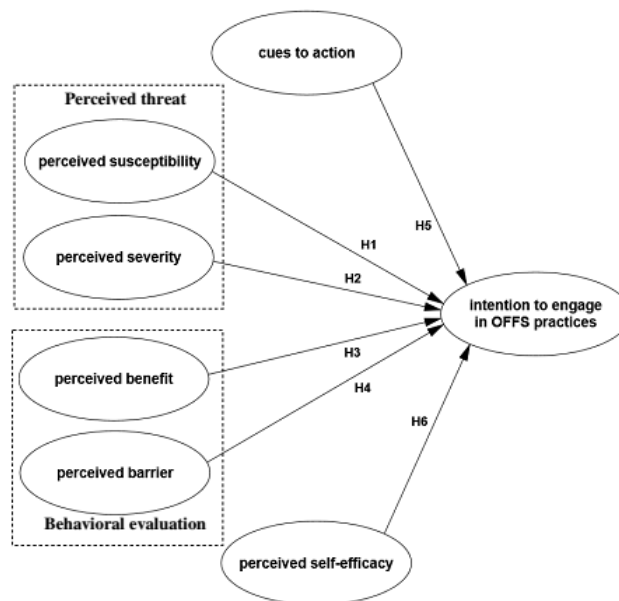 cues to action
Perceived threat
perceived susceptibility
H1
H5
perceived severity
H2
intention to engage
in OFFS practices
perceived benefit
H3
H4
perceived barrier
H6
Behavioral evaluation
perceived self-efficacy